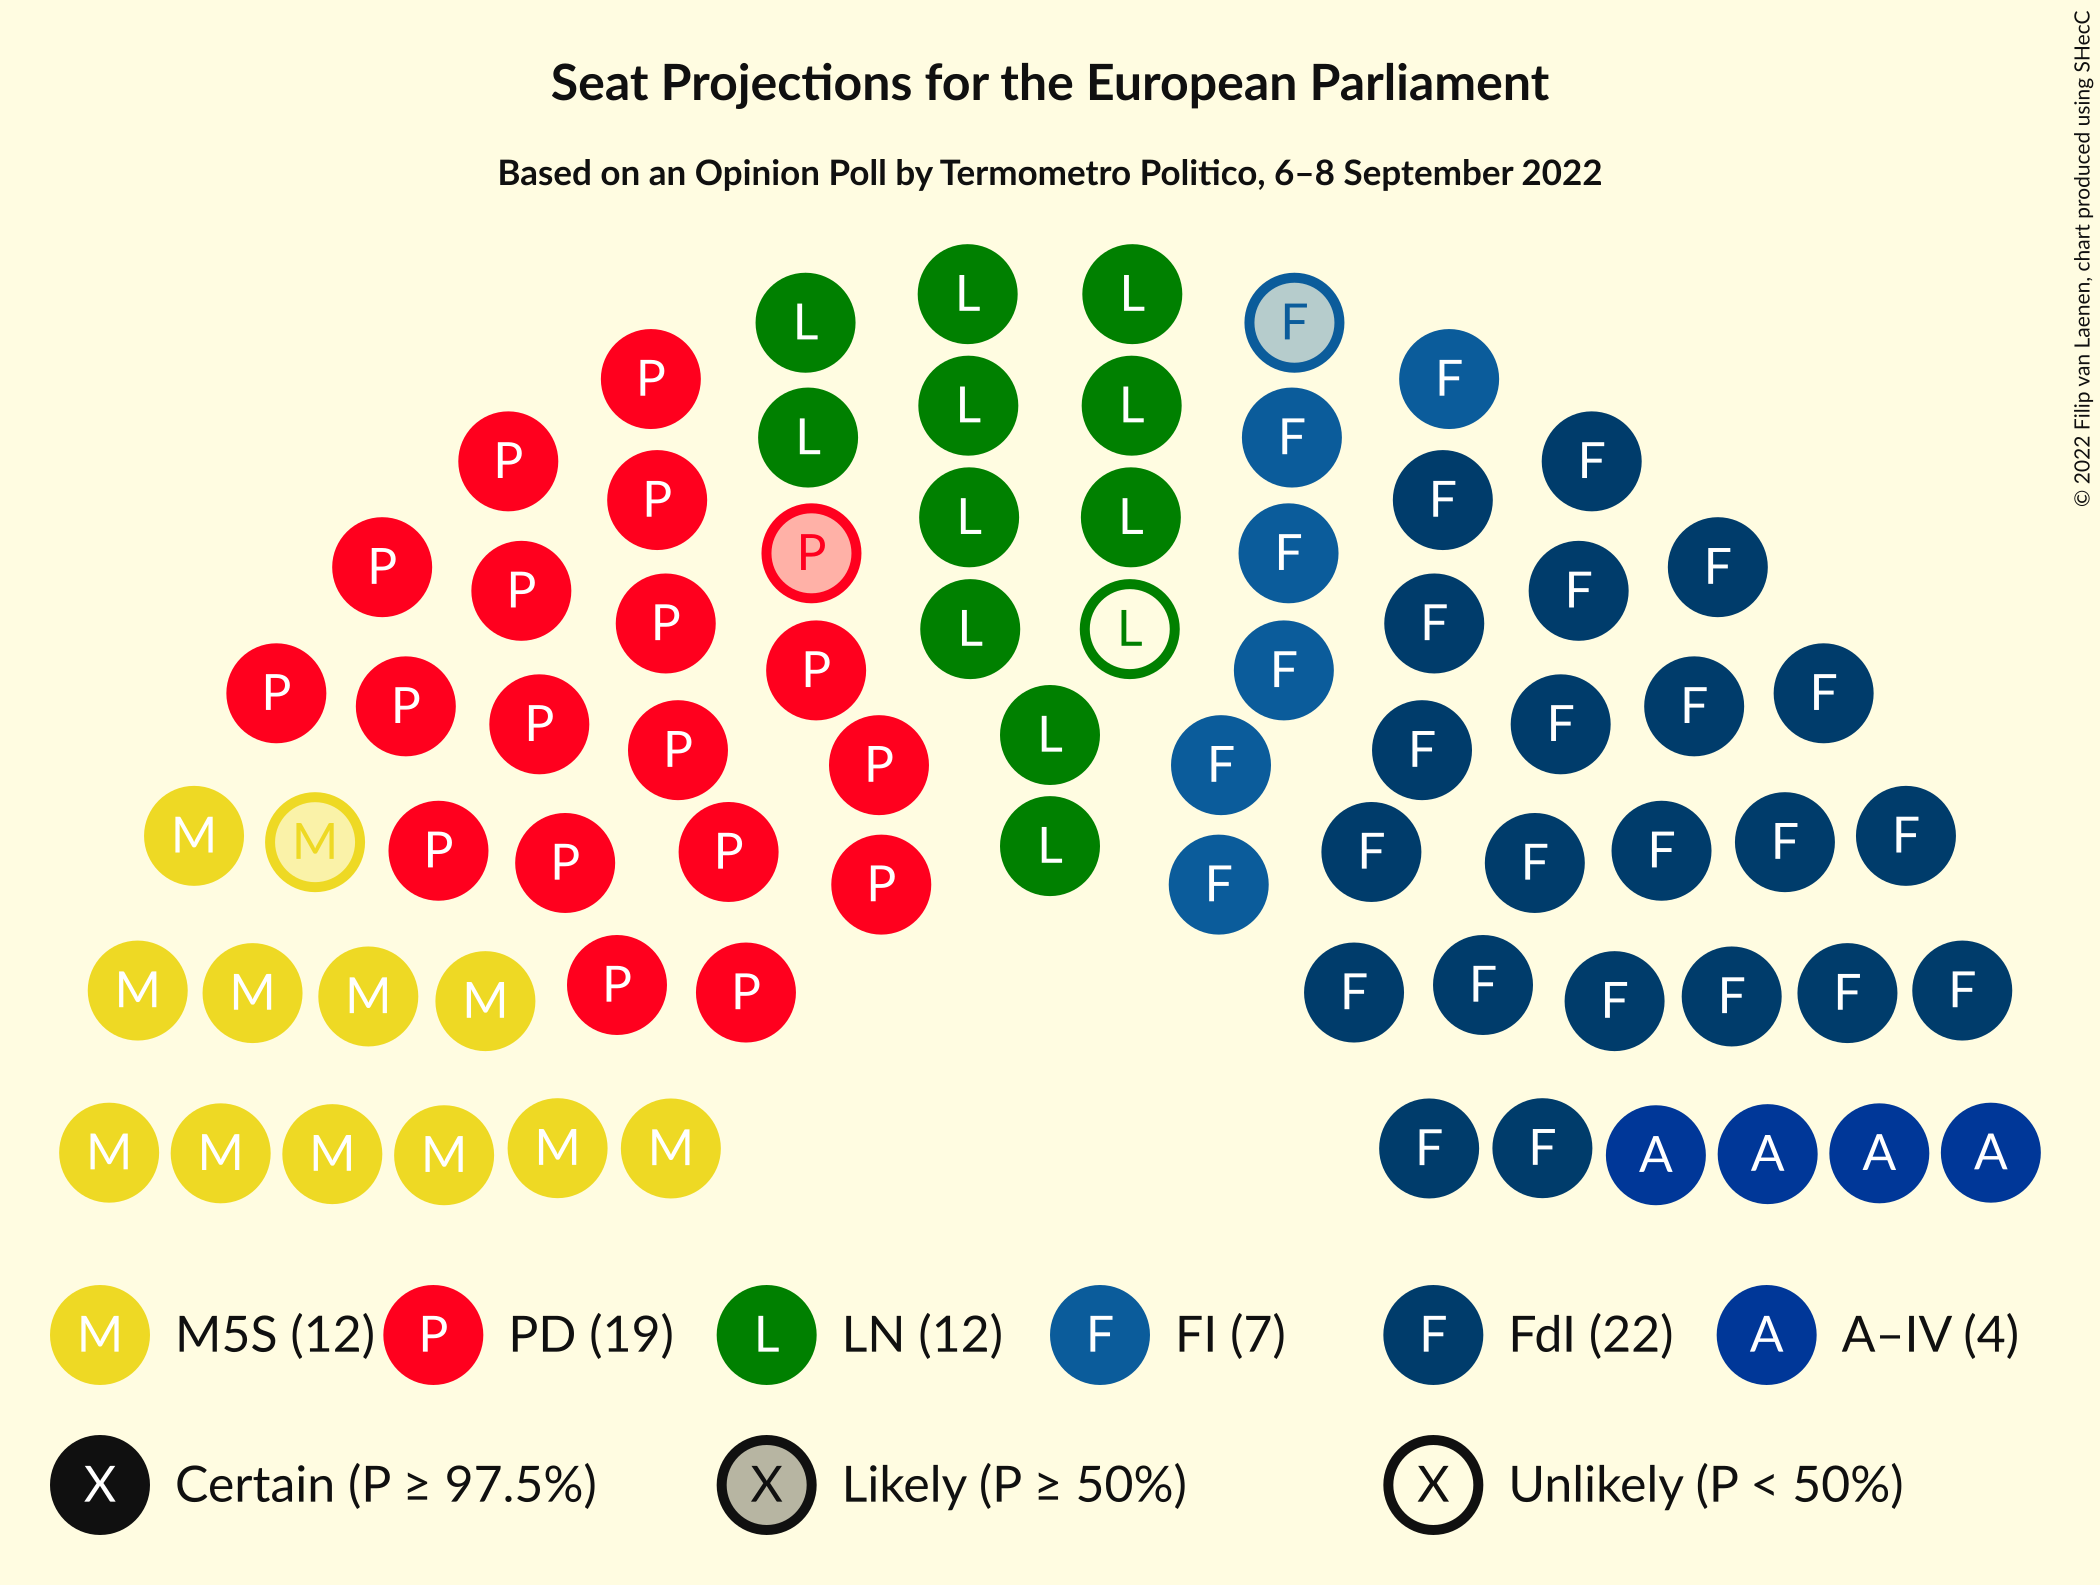 Seat Projections for the European Parliament
Based on an Opinion Poll by Termometro Politico, 6–8 September 2022
© 2022 Filip van Laenen, chart produced using SHecC
L L
L F
P F
L L
L F
P F
P F
L L
P F
P F
P F
P F
L L
P F
P F
P F
P F
P F
L
P F
P F
M F
M F
L
P F
P F
P F
P F
M F
M F
P F
M F
M F
M F
P F
M F
M A
M A
M A
M A
M M5S (12) P PD (19) L LN (12) F FI (7) F FdI (22) A A–IV (4)
X Certain (P ≥ 97.5%) X Likely (P ≥ 50%) X Unlikely (P < 50%)